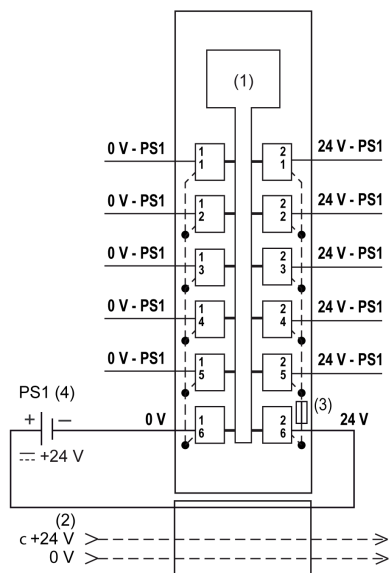 (1)
0 V - PS1
1
1
2
1
24 V - PS1
0 V - PS1
1
2
2
2
24 V - PS1
0 V - PS1
1
3
2
3
24 V - PS1
0 V - PS1
1
4
2
4
24 V - PS1
0 V - PS1
1
5
2
5
24 V - PS1
PS1 (4)
+
−
0 V
1
6
2
6
(3)
24 V
+24 V
(2)
c +24 V
0 V